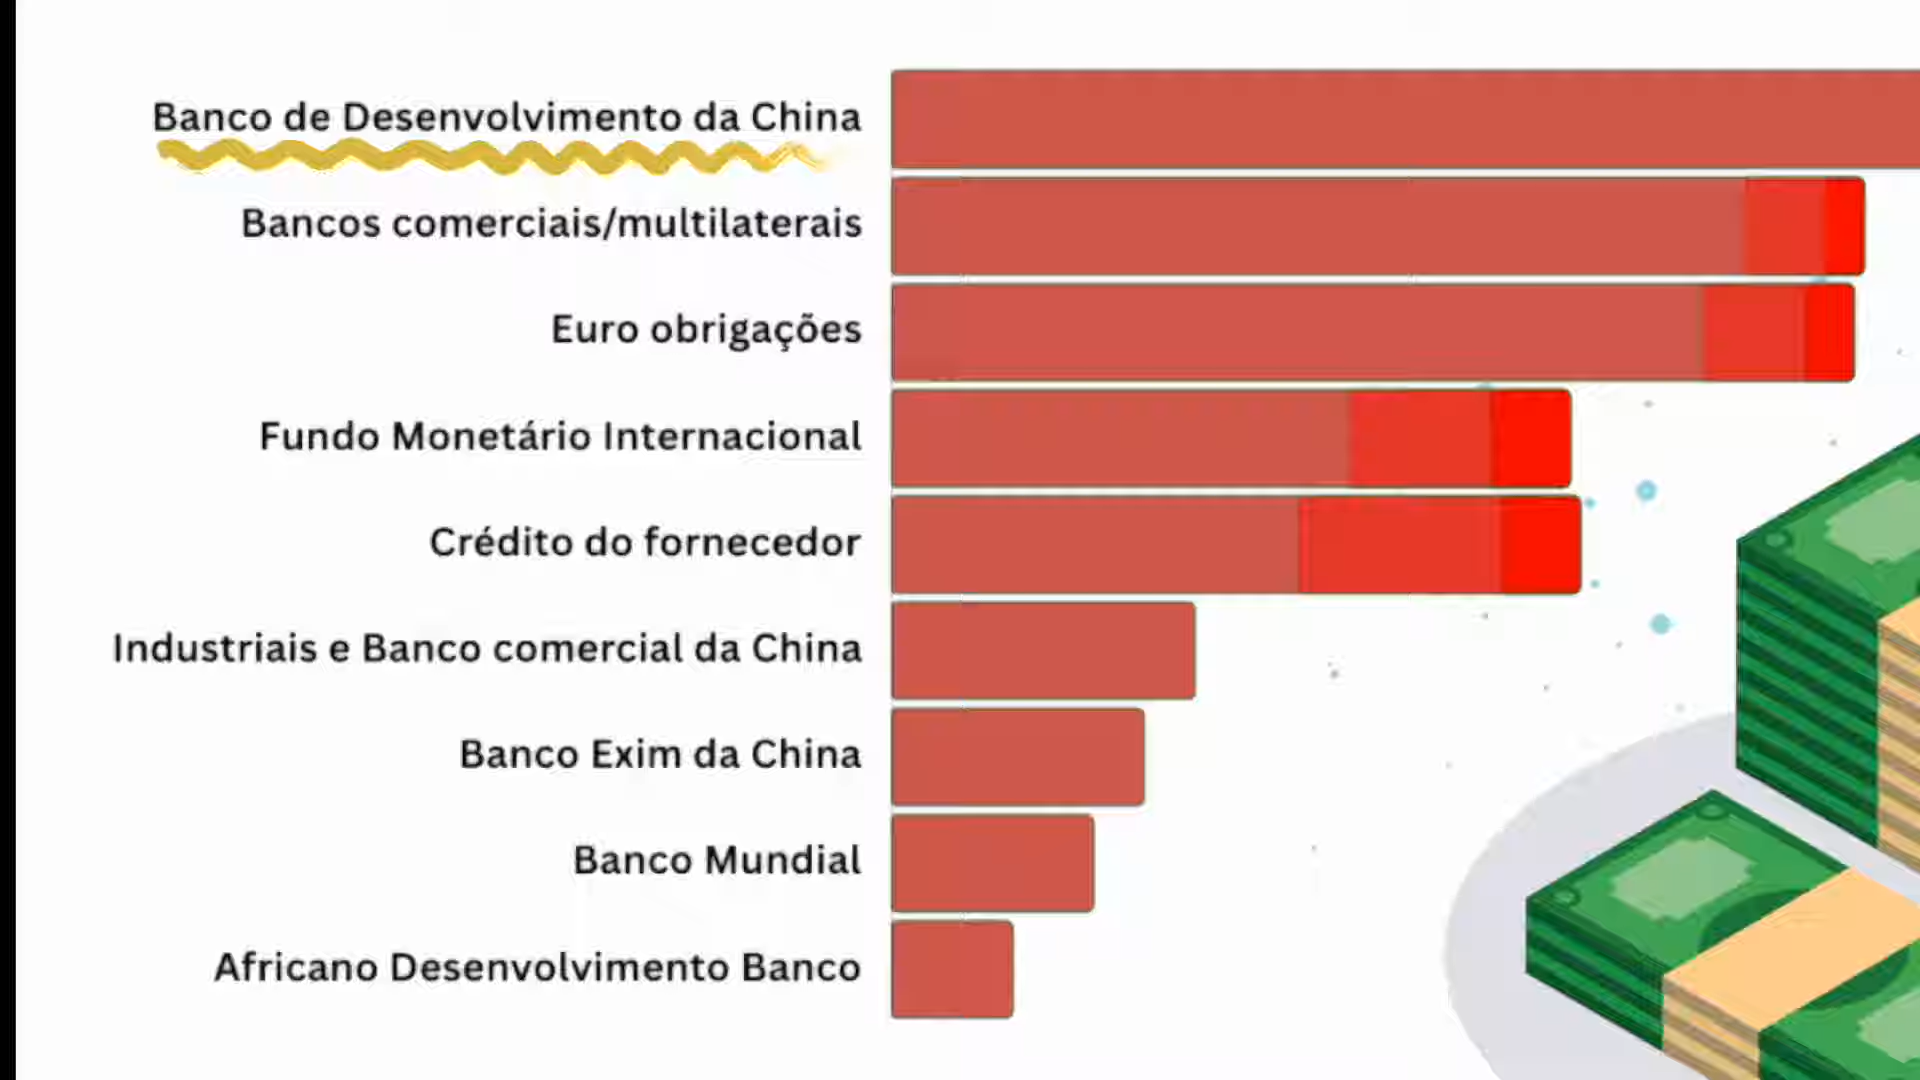 Banco de Desenvolvimento da China
Bancos comerciais/multilaterais
Euro obrigações
Fundo Monetário Internacional
Crédito do fornecedor
Industriais e Banco comercial da China
Banco Exim da China
Banco Mundial
Africano Desenvolvimento Banco